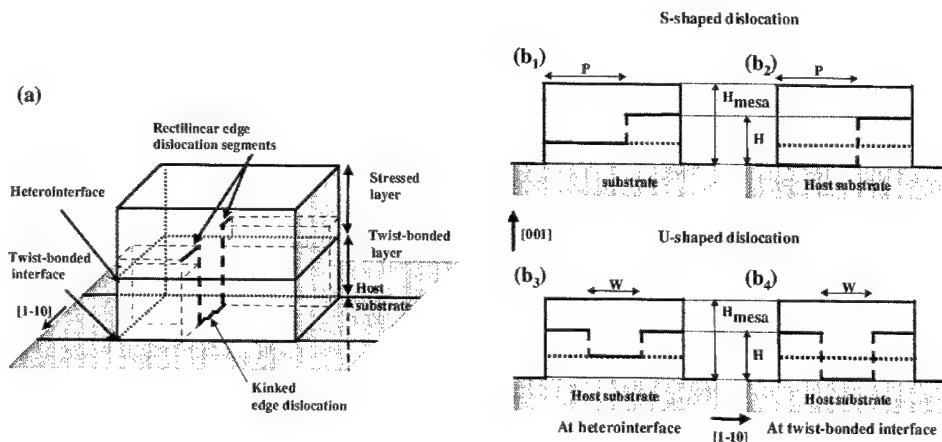 (a)
Rectilinear edge
dislocation segments
Heterointerface
Twist-bonded
interface
[1-10]
Stressed
layer
Twist-bonded
layer
Host
substrate
Kinked
edge dislocation
S-shaped dislocation
(b1)
P
(b2)
P
Hmesa
H
substrate
Host substrate
[001]
U-shaped dislocation
(b3)
W
(b4)
W
Hmesa
H
Host substrate
Host substrate
At heterointerface
[1-10]
At twist-bonded interface